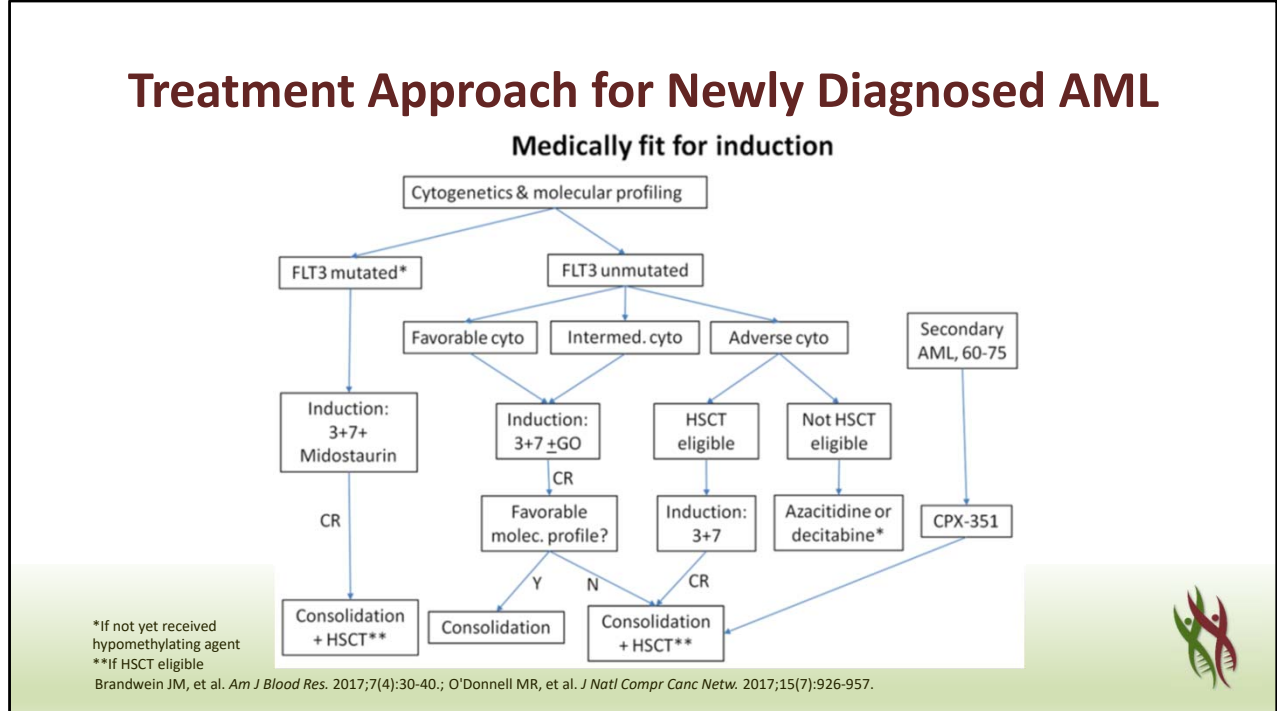 Treatment Approach for Newly Diagnosed AML
Medically fit for induction
Cytogenetics & molecular profiling
FLT3 mutated*
FLT3 unmutated
Favorable cyto
Intermed. cyto
Adverse cyto
Secondary
AML, 60-75
Induction:
3+7+
Midostaurin
Induction:
3+7 +GO
HSCT
eligible
Not HSCT
eligible
CR
CR
Favorable
molec. profile?
Induction:
3+7
Azacitidine or
decitabine*
CPX-351
Y
N
CR
Consolidation
+ HSCT**
Consolidation
Consolidation
+ HSCT**
*If not yet received
hypomethylating agent
**If HSCT eligible
Brandwein JM, et al. Am J Blood Res. 2017;7(4):30-40.; O'Donnell MR, et al. J Natl Compr Canc Netw. 2017;15(7):926-957.